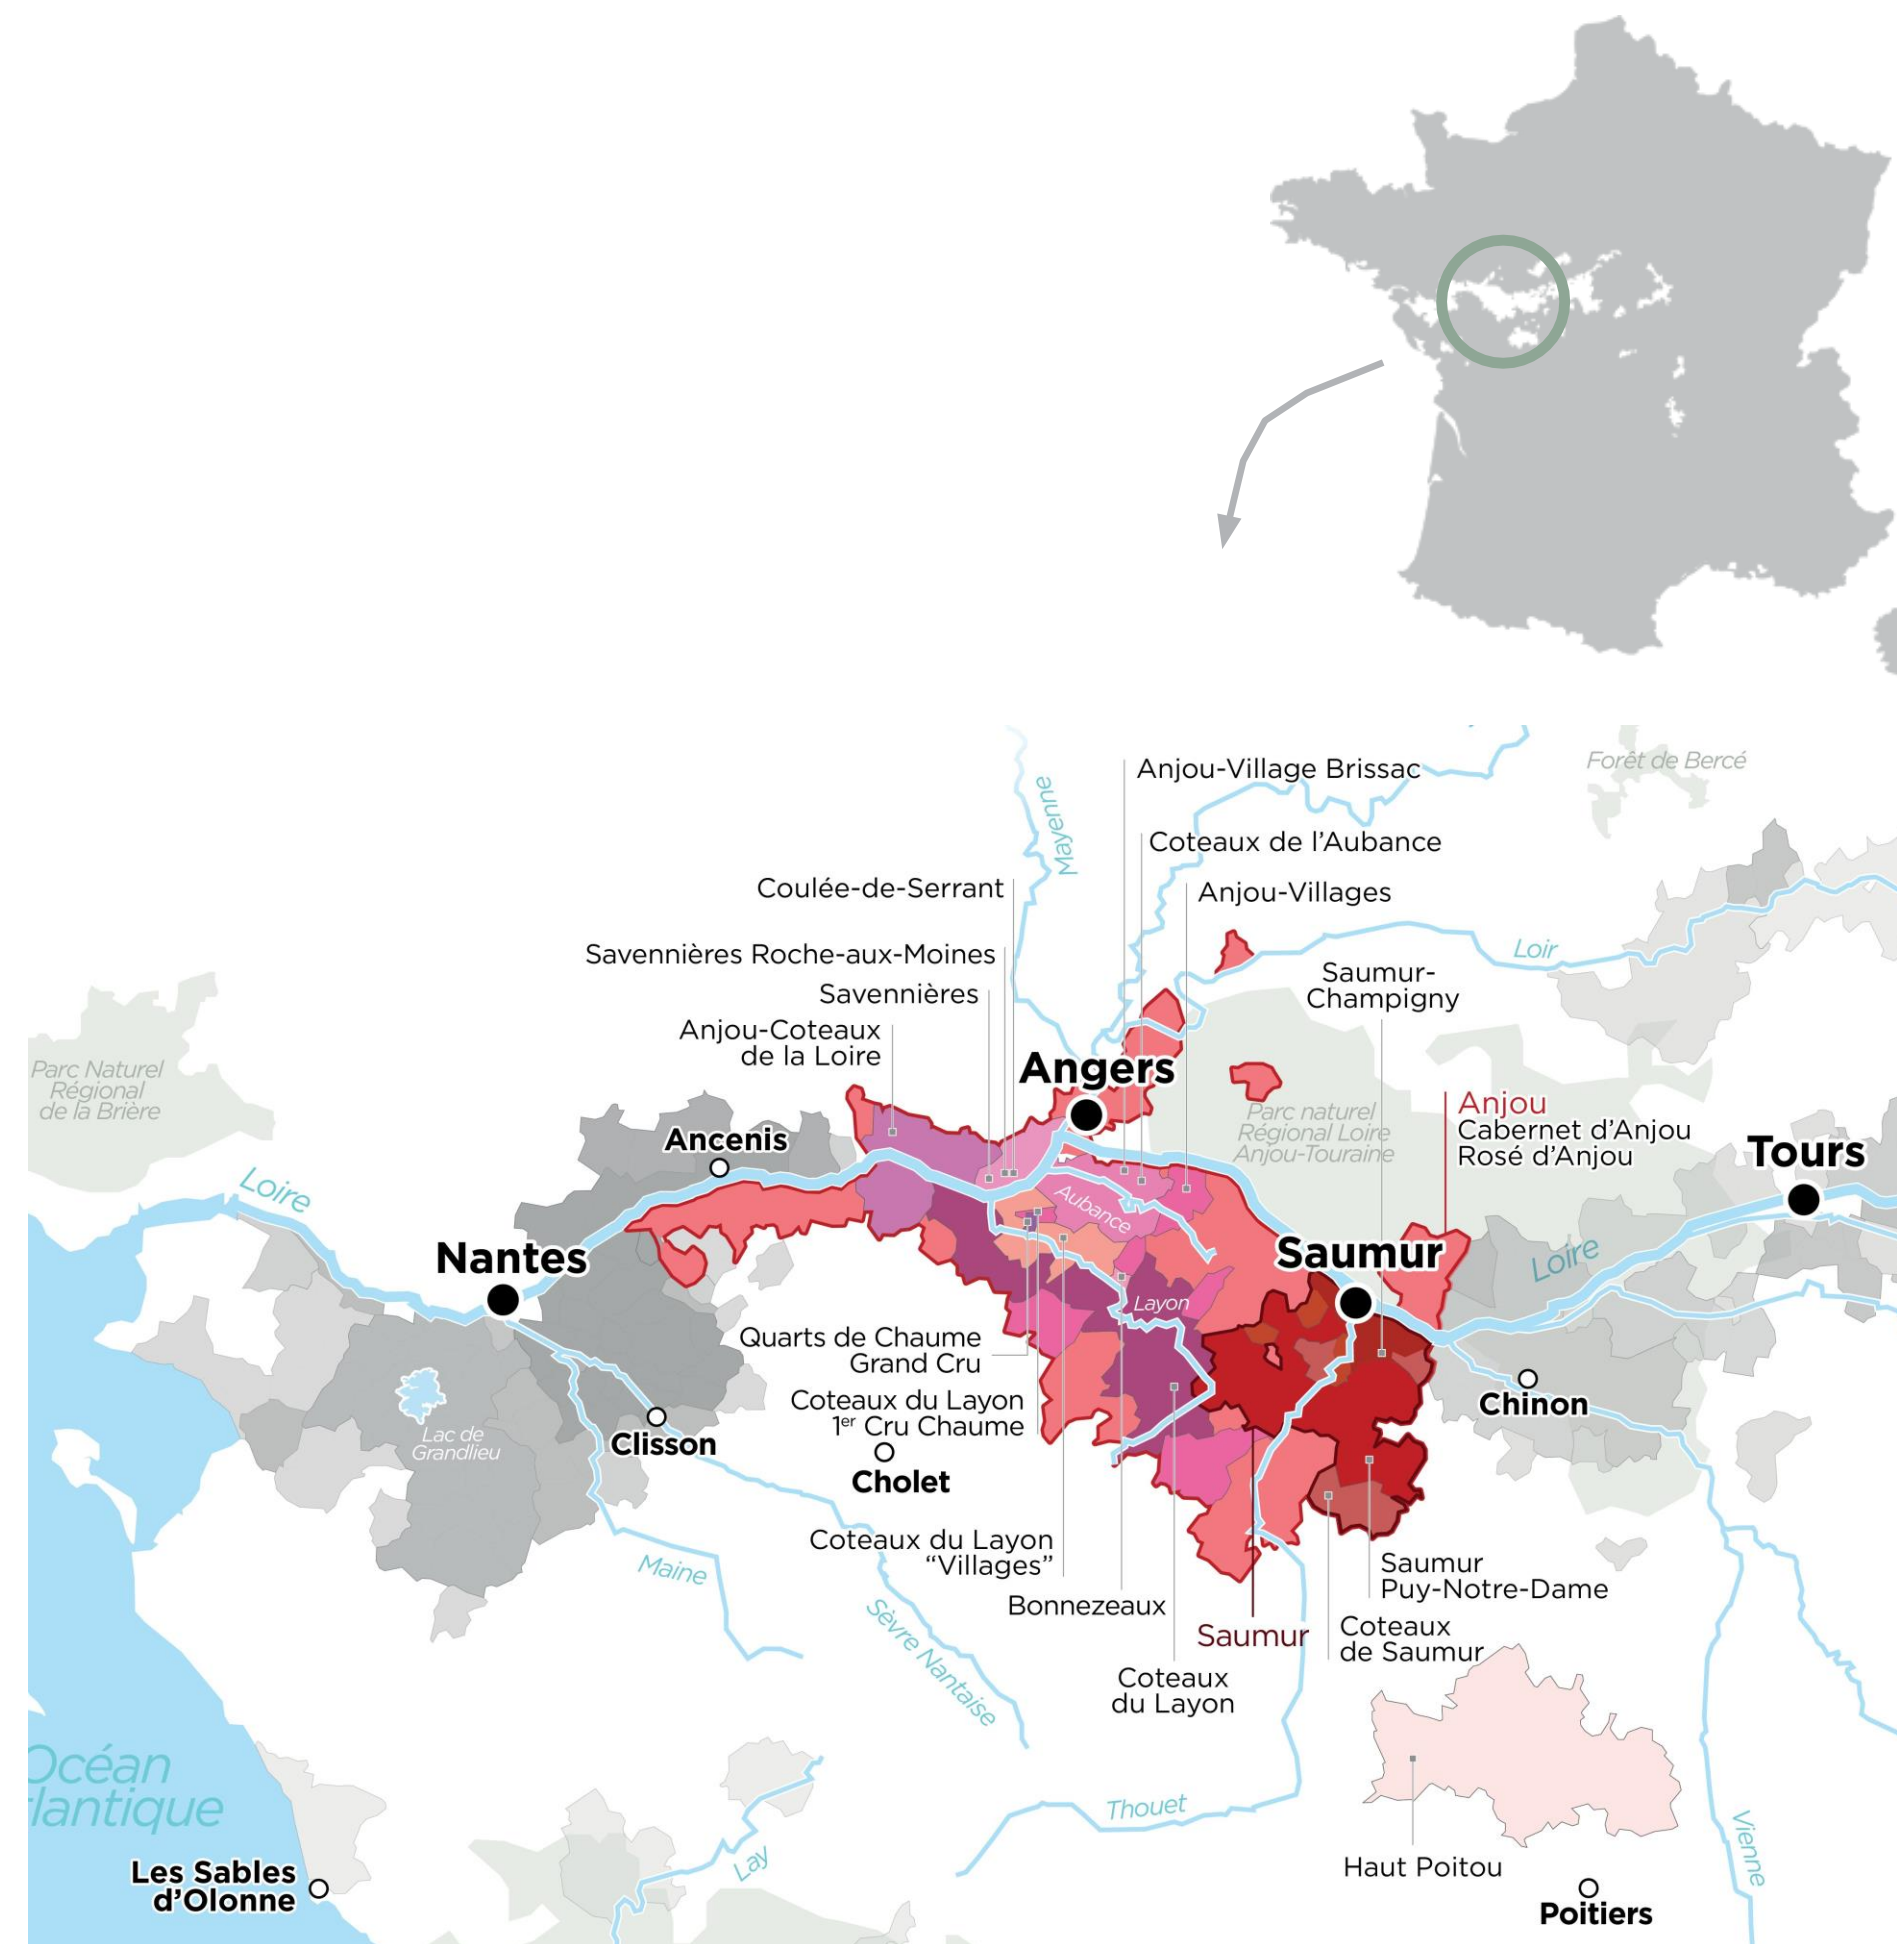 Forêt de Bercé
Anjou-Village Brissac
Mayenne
Coteaux de l'Aubance
Coulée-de-Serrant
Anjou-Villages
Savennières Roche-aux-Moines
Loir
Savennières
Saumur-
Champigny
Anjou-Coteaux
de la Loire
Parc Naturel
Régional
de la Brière
Angers
Anjou
Cabernet d'Anjou
Rosé d'Anjou
Parc naturel
Régional Loire
Anjou-Touraine
Ancenis
Tours
Loire
Aubance
Nantes
Saumur
Loire
Layon
Quarts de Chaume
Grand Cru
Coteaux du Layon
1er Cru Chaume
Chinon
Lac de
Grandlieu
Clisson
Cholet
Coteaux du Layon
“Villages”
Maine
Saumur
Puy-Notre-Dame
Bonnezeaux
Sèvre Nantaise
Saumur
Coteaux
de Saumur
Coteaux
du Layon
Océan
tlantique
Thouet
Vienne
Lay
Haut Poitou
Les Sables
d'Olonne
Poitiers